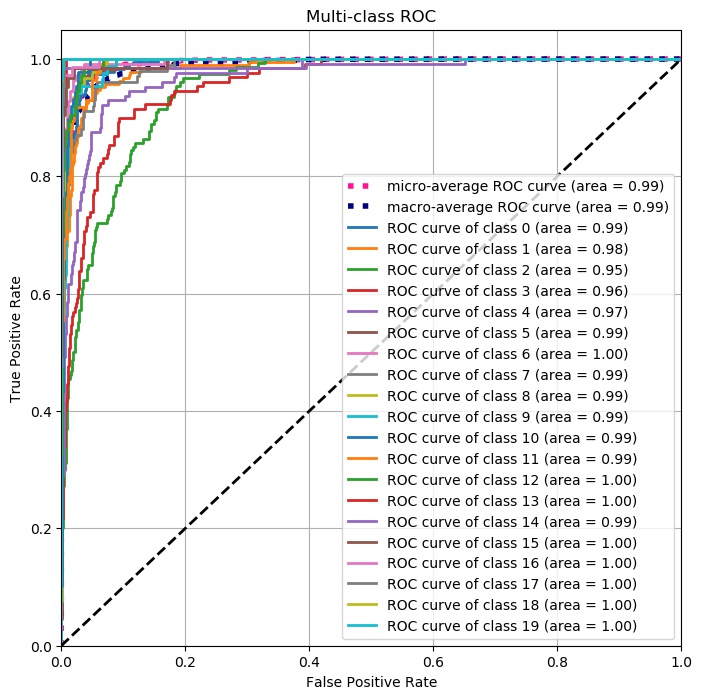 Multi-class ROC
1.0
0.8
0.6
0.4
0.2
0.0
True Positive Rate
micro-average ROC curve (area = 0.99)
macro-average ROC curve (area = 0.99)
ROC curve of class 0 (area = 0.99)
ROC curve of class 1 (area = 0.98)
ROC curve of class 2 (area = 0.95)
ROC curve of class 3 (area = 0.96)
ROC curve of class 4 (area = 0.97)
ROC curve of class 5 (area = 0.99)
ROC curve of class 6 (area = 1.00)
ROC curve of class 7 (area = 0.99)
ROC curve of class 8 (area = 0.99)
ROC curve of class 9 (area = 0.99)
ROC curve of class 10 (area = 0.99)
ROC curve of class 11 (area = 0.99)
ROC curve of class 12 (area = 1.00)
ROC curve of class 13 (area = 1.00)
ROC curve of class 14 (area = 0.99)
ROC curve of class 15 (area = 1.00)
ROC curve of class 16 (area = 1.00)
ROC curve of class 17 (area = 1.00)
ROC curve of class 18 (area = 1.00)
ROC curve of class 19 (area = 1.00)
0.0 0.2 0.4 0.6 0.8 1.0
False Positive Rate